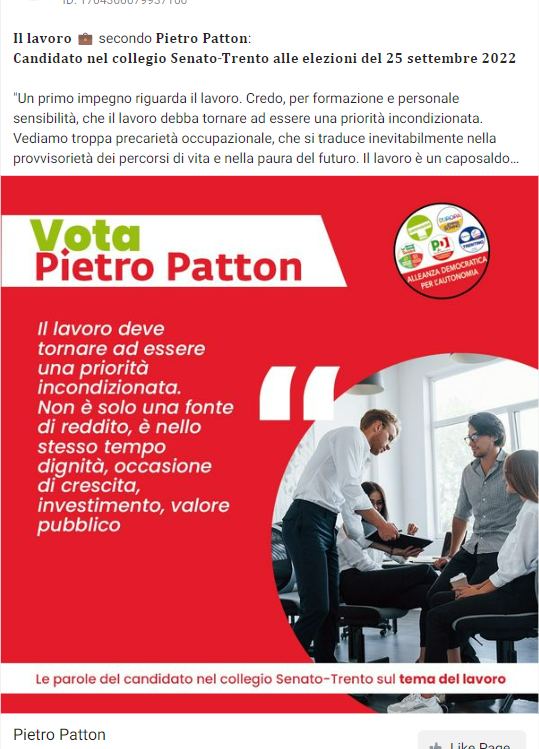 Il lavoro 💼 secondo Pietro Patton:
Candidato nel collegio Senato-Trento alle elezioni del 25 settembre 2022
"Un primo impegno riguarda il lavoro. Credo, per formazione e personale
sensibilità, che il lavoro debba tornare ad essere una priorità incondizionata.
Vediamo troppa precarietà occupazionale, che si traduce inevitabilmente nella
provvisorietà dei percorsi di vita e nella paura del futuro. Il lavoro è un caposaldo...
Vota
Pietro Patton
PD
TRENTINO
ALLEANZA DEMOCRATICA
PER L'AUTONOMIA
Il lavoro deve
tornare ad essere
una priorità
incondizionata.
Non è solo una fonte
di reddito, è nello
stesso tempo
dignità, occasione
di crescita,
investimento, valore
pubblico
“
Le parole del candidato nel collegio Senato-Trento sul tema del lavoro
Pietro Patton
Like Page